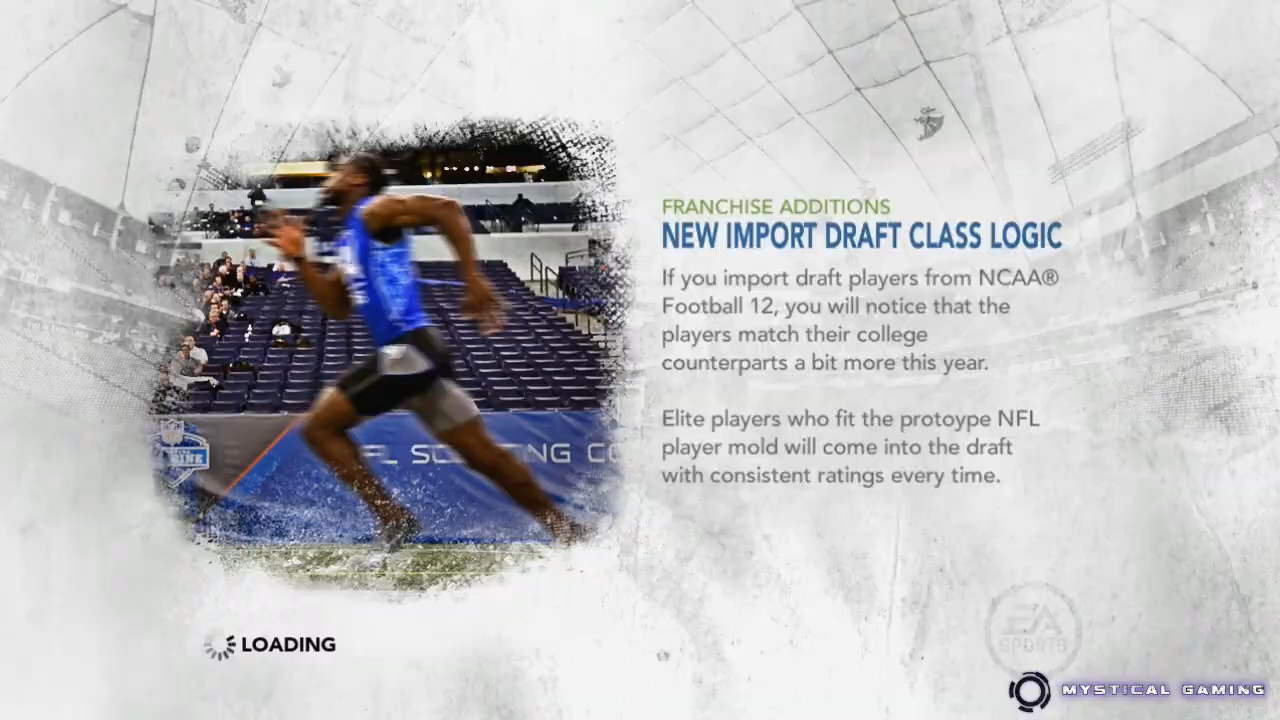 FRANCHISE ADDITIONS
NEW IMPORT DRAFT CLASS LOGIC
If you import draft players from NCAA®
Football 12, you will notice that the
players match their college
counterparts a bit more this year.
Elite players who fit the protoype NFL
player mold will come into the draft
with consistent ratings every time.
LOADING
EA
SPORTS
MYSTICAL GAMING